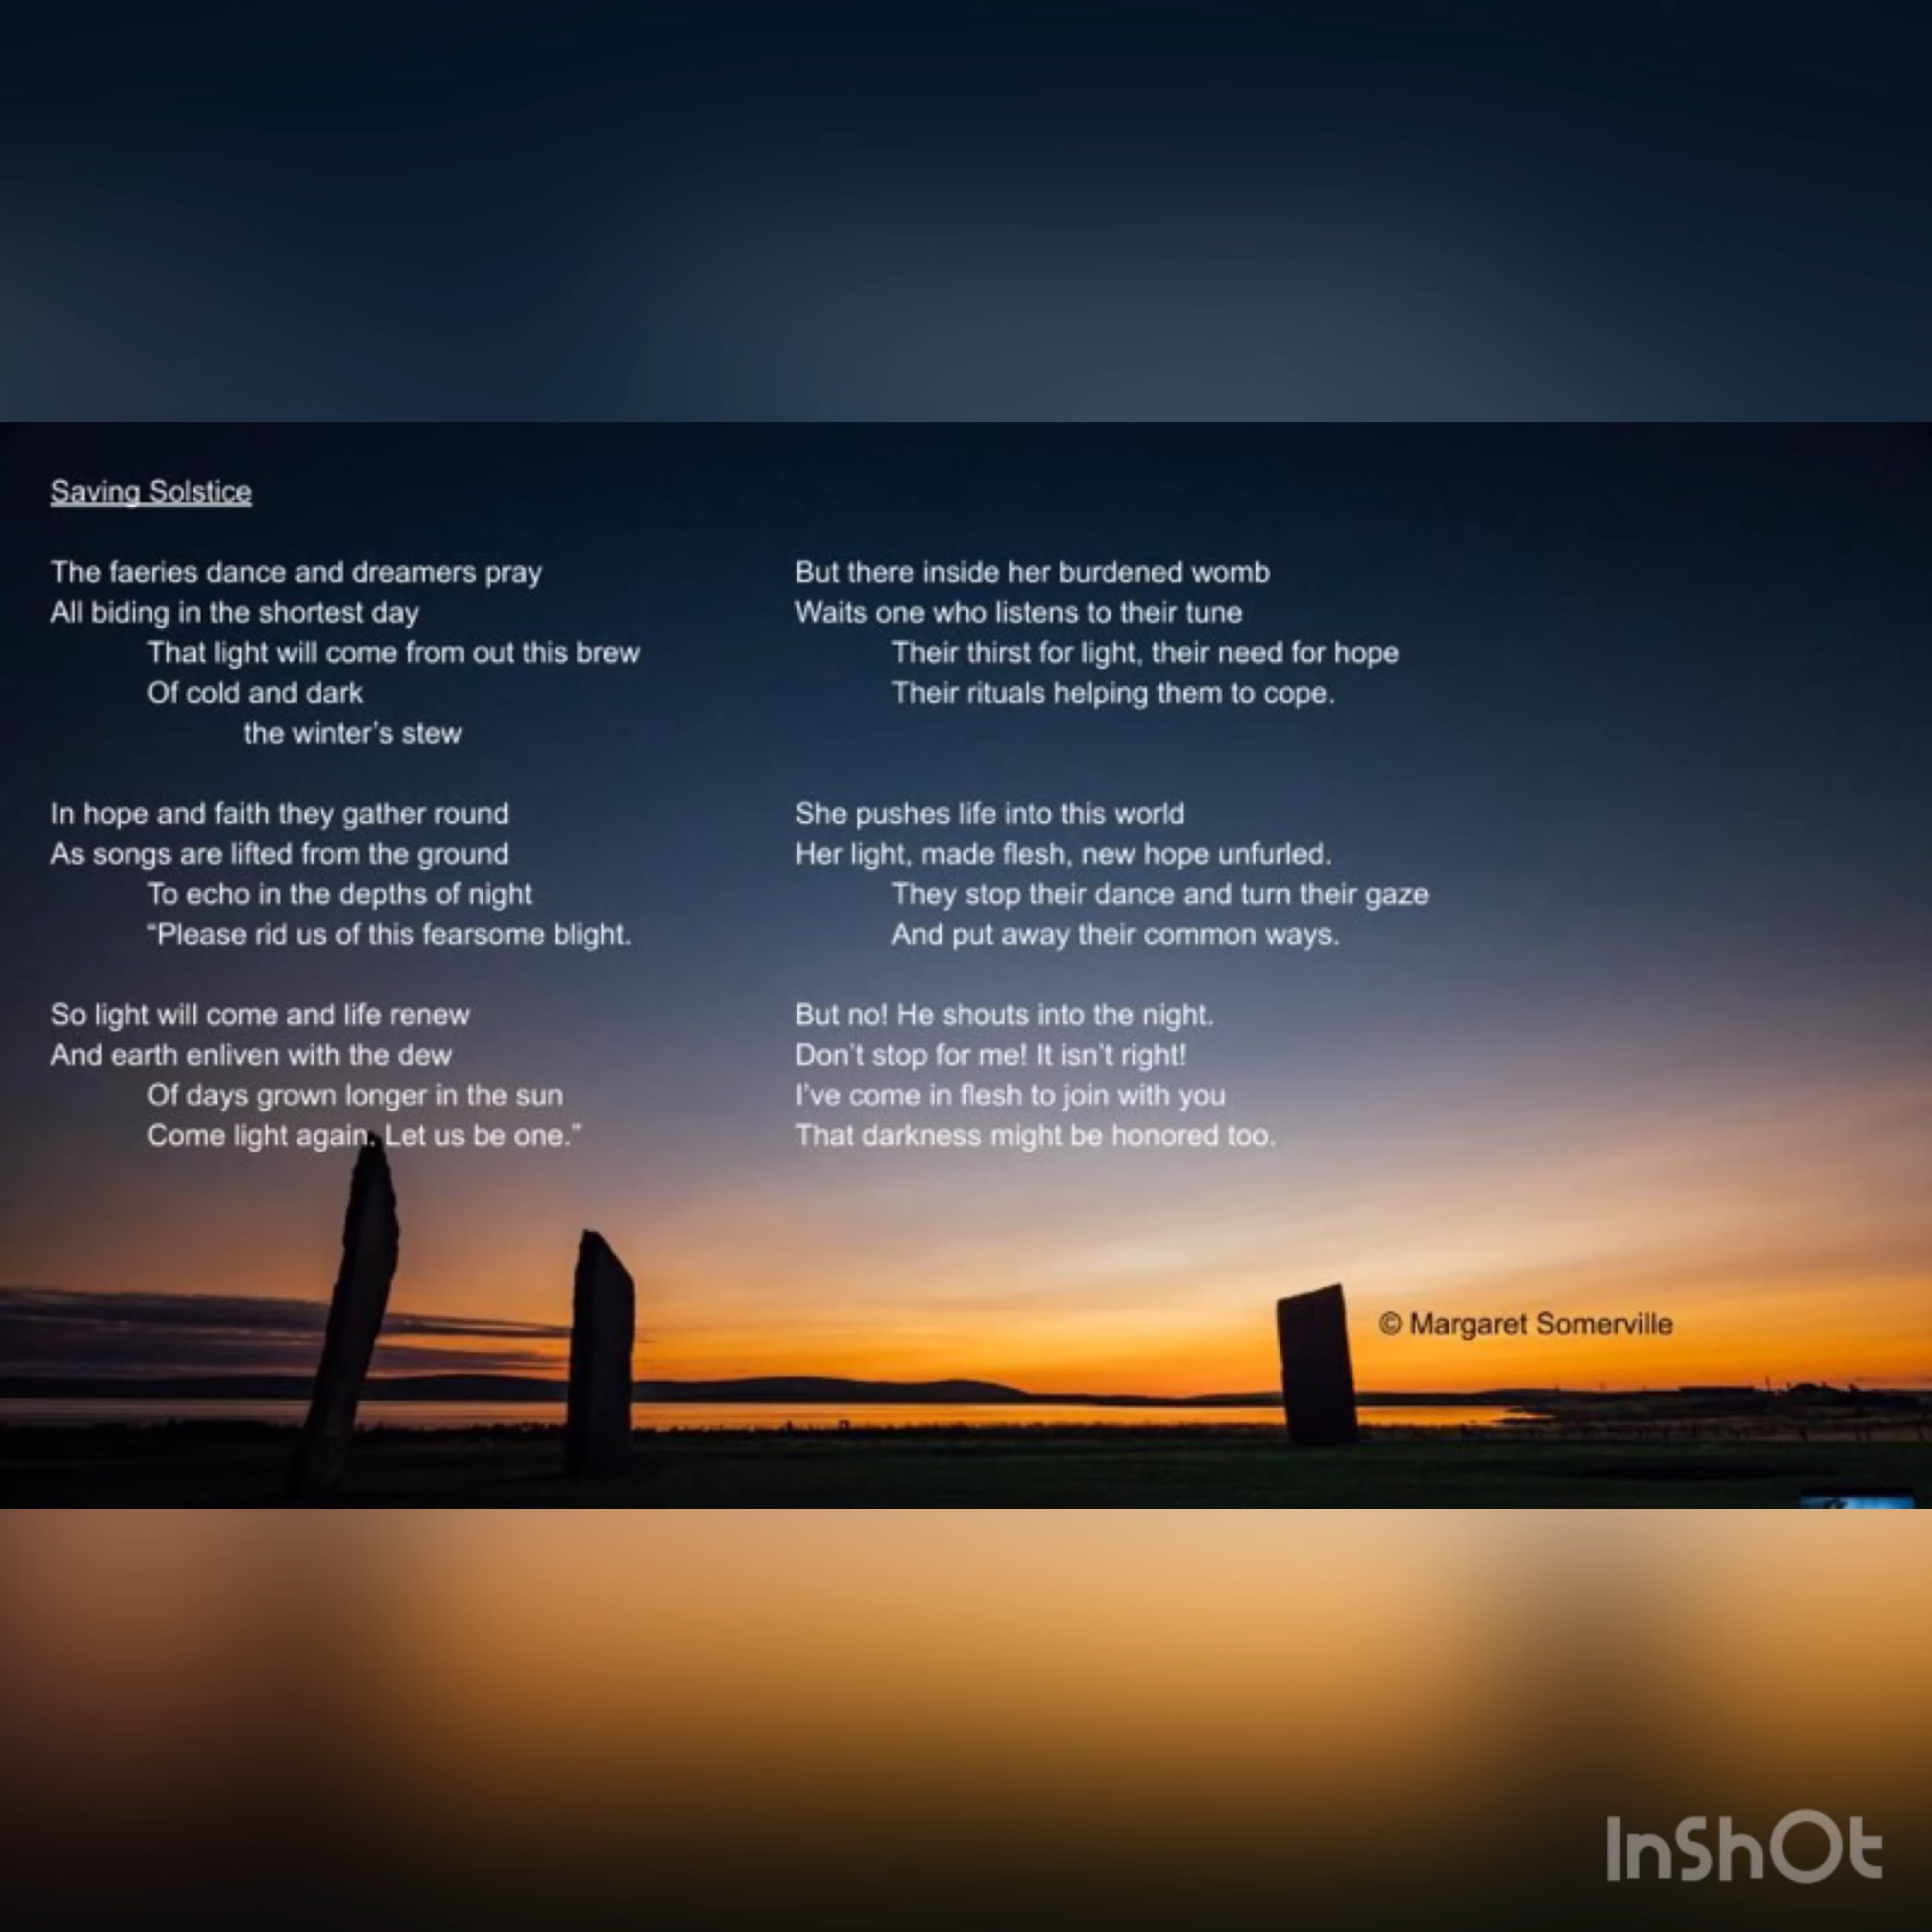 Saving Solstice
The faeries dance and dreamers pray
All biding in the shortest day
That light will come from out this brew
Of cold and dark
the winter's stew
In hope and faith they gather round
As songs are lifted from the ground
To echo in the depths of night
“Please rid us of this fearsome blight.
So light will come and life renew
And earth enliven with the dew
Of days grown longer in the sun
Come light again. Let us be one.”
But there inside her burdened womb
Waits one who listens to their tune
Their thirst for light, their need for hope
Their rituals helping them to cope.
She pushes life into this world
Her light, made flesh, new hope unfurled.
They stop their dance and turn their gaze
And put away their common ways.
But no! He shouts into the night.
Don't stop for me! It isn't right!
I've come in flesh to join with you
That darkness might be honored too.
© Margaret Somerville
InShOt